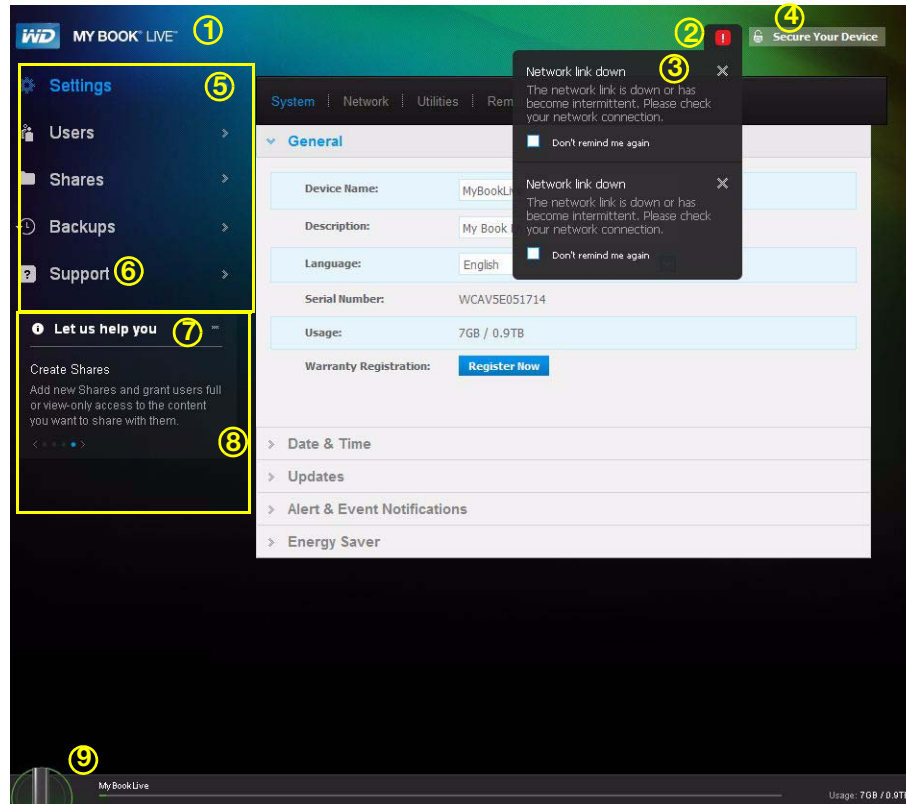 WD MY BOOK® LIVE™ ①
② ! ④ Secure Your Device
Network link down ③
The network link is down or has
become intermittent. Please check
your network connection.
Don't remind me again
Network link down
The network link is down or has
become intermittent. Please check
your network connection.
Don't remind me again
Settings ⑤
Users
Shares
Backups
Support ⑥
Let us help you ⑦
Create Shares
Add new Shares and grant users full
or view-only access to the content
you want to share with them.
⑧
System | Network | Utilities | Rem
General
Device Name: MyBookLi
Description: My Book
Language: English
Serial Number: WCAV5E051714
Usage: 7GB / 0.9TB
Warranty Registration: Register Now
Date & Time
Updates
Alert & Event Notifications
Energy Saver
⑨
MyBookLive
Usage: 7GB / 0.9T